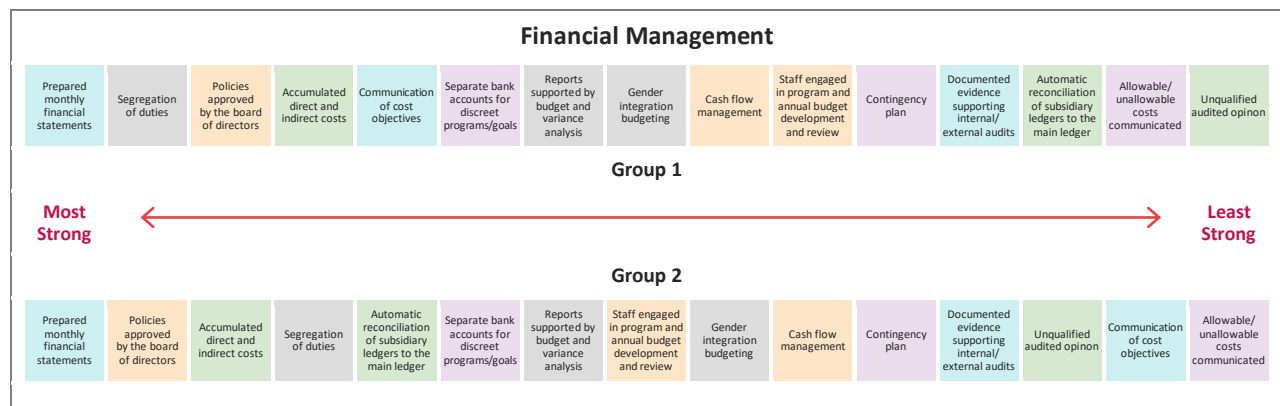 Financial Management
Prepared
monthly
financial
statements
Segregation
of duties
Policies
approved
by the board
of directors
Accumulated
direct and
indirect costs
Communication
of cost
objectives
Separate bank
accounts for
discreet
programs/goals
Reports
supported by
budget and
variance
analysis
Gender
integration
budgeting
Cash flow
management
Staff engaged
in program and
annual budget
development
and review
Contingency
plan
Documented
evidence
supporting
internal/
external audits
Automatic
reconciliation
of subsidiary
ledgers to the
main ledger
Allowable/
unallowable
costs
communicated
Unqualified
audited opinon
Group 1
Most
Strong
Least
Strong
Group 2
Prepared
monthly
financial
statements
Policies
approved
by the board
of directors
Accumulated
direct and
indirect costs
Segregation
of duties
Automatic
reconciliation
of subsidiary
ledgers to the
main ledger
Separate bank
accounts for
discreet
programs/goals
Reports
supported by
budget and
variance
analysis
Staff engaged
in program and
annual budget
development
and review
Gender
integration
budgeting
Cash flow
management
Contingency
plan
Documented
evidence
supporting
internal/
external audits
Unqualified
audited opinon
Communication
of cost
objectives
Allowable/
unallowable
costs
communicated